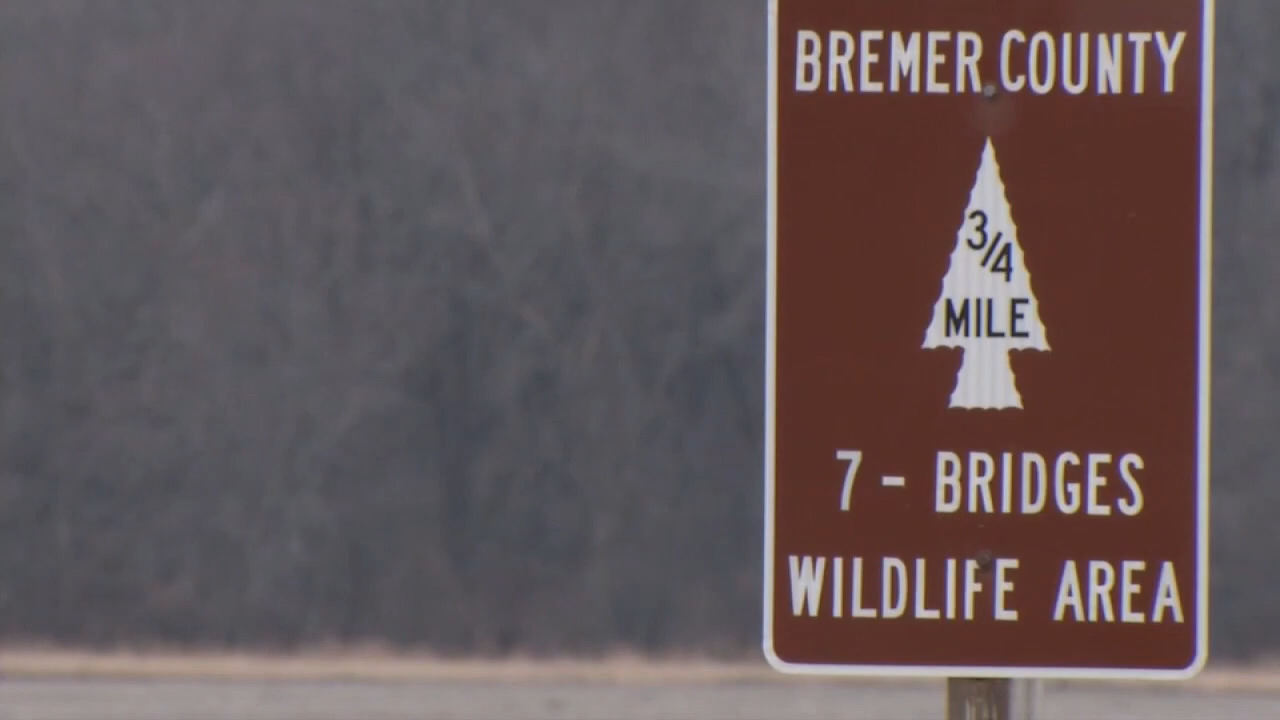 BREMER COUNTY
3/4
MILE
7 - BRIDGES
WILDLIFE AREA